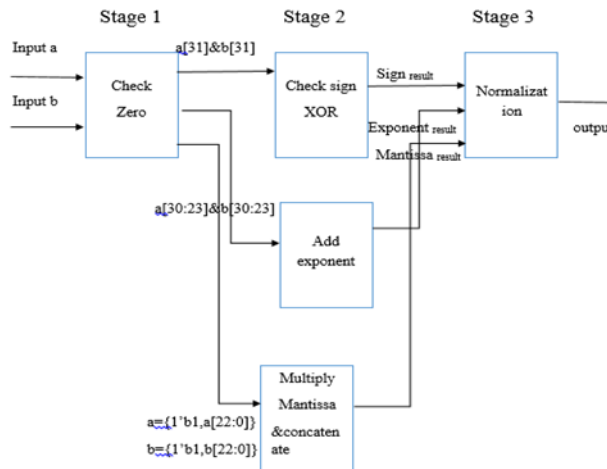 Stage 1
Stage 2
Stage 3
Input a
Input b
Check
Zero
a[31]&b[31]
Check sign
XOR
Sign result
Exponent result
Mantissa result
Normalizat
ion
output
a[30:23]&b[30:23]
Add
exponent
a={1'b1,a[22:0]}
b={1'b1,b[22:0]}
Multiply
Mantissa
&concaten
ate